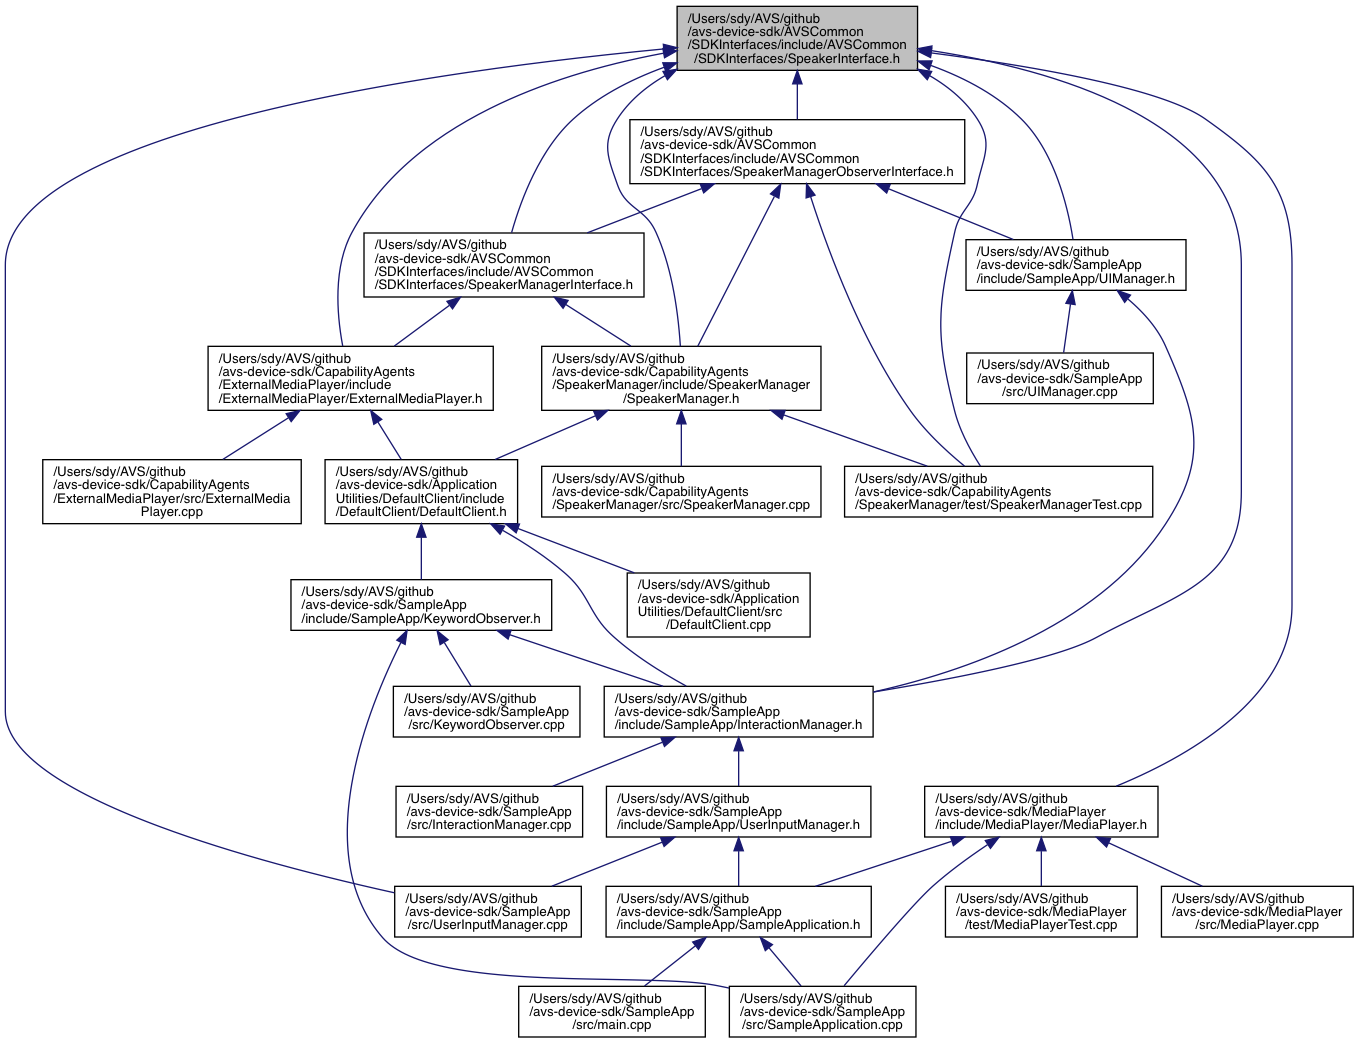 /Users/sdy/AVS/github
/avs-device-sdk/AVSCommon
/SDKInterfaces/include/AVSCommon
/SDKInterfaces/SpeakerInterface.h
/Users/sdy/AVS/github
/avs-device-sdk/AVSCommon
/SDKInterfaces/include/AVSCommon
/SDKInterfaces/SpeakerManagerObserverInterface.h
/Users/sdy/AVS/github
/avs-device-sdk/AVSCommon
/SDKInterfaces/include/AVSCommon
/SDKInterfaces/SpeakerManagerInterface.h
/Users/sdy/AVS/github
/avs-device-sdk/SampleApp
/include/SampleApp/UIManager.h
/Users/sdy/AVS/github
/avs-device-sdk/CapabilityAgents
/ExternalMediaPlayer/include
/ExternalMediaPlayer/ExternalMediaPlayer.h
/Users/sdy/AVS/github
/avs-device-sdk/CapabilityAgents
/SpeakerManager/include/SpeakerManager
/SpeakerManager.h
/Users/sdy/AVS/github
/avs-device-sdk/SampleApp
/src/UIManager.cpp
/Users/sdy/AVS/github
/avs-device-sdk/CapabilityAgents
/ExternalMediaPlayer/src/ExternalMedia
Player.cpp
/Users/sdy/AVS/github
/avs-device-sdk/Application
Utilities/DefaultClient/include
/DefaultClient/DefaultClient.h
/Users/sdy/AVS/github
/avs-device-sdk/CapabilityAgents
/SpeakerManager/src/SpeakerManager.cpp
/Users/sdy/AVS/github
/avs-device-sdk/CapabilityAgents
/SpeakerManager/test/SpeakerManagerTest.cpp
/Users/sdy/AVS/github
/avs-device-sdk/SampleApp
/include/SampleApp/KeywordObserver.h
/Users/sdy/AVS/github
/avs-device-sdk/Application
Utilities/DefaultClient/src
/DefaultClient.cpp
/Users/sdy/AVS/github
/avs-device-sdk/SampleApp
/src/KeywordObserver.cpp
/Users/sdy/AVS/github
/avs-device-sdk/SampleApp
/include/SampleApp/InteractionManager.h
/Users/sdy/AVS/github
/avs-device-sdk/SampleApp
/src/InteractionManager.cpp
/Users/sdy/AVS/github
/avs-device-sdk/SampleApp
/include/SampleApp/UserInputManager.h
/Users/sdy/AVS/github
/avs-device-sdk/MediaPlayer
/include/MediaPlayer/MediaPlayer.h
/Users/sdy/AVS/github
/avs-device-sdk/SampleApp
/src/UserInputManager.cpp
/Users/sdy/AVS/github
/avs-device-sdk/SampleApp
/include/SampleApp/SampleApplication.h
/Users/sdy/AVS/github
/avs-device-sdk/MediaPlayer
/test/MediaPlayerTest.cpp
/Users/sdy/AVS/github
/avs-device-sdk/MediaPlayer
/src/MediaPlayer.cpp
/Users/sdy/AVS/github
/avs-device-sdk/SampleApp
/src/main.cpp
/Users/sdy/AVS/github
/avs-device-sdk/SampleApp
/src/SampleApplication.cpp